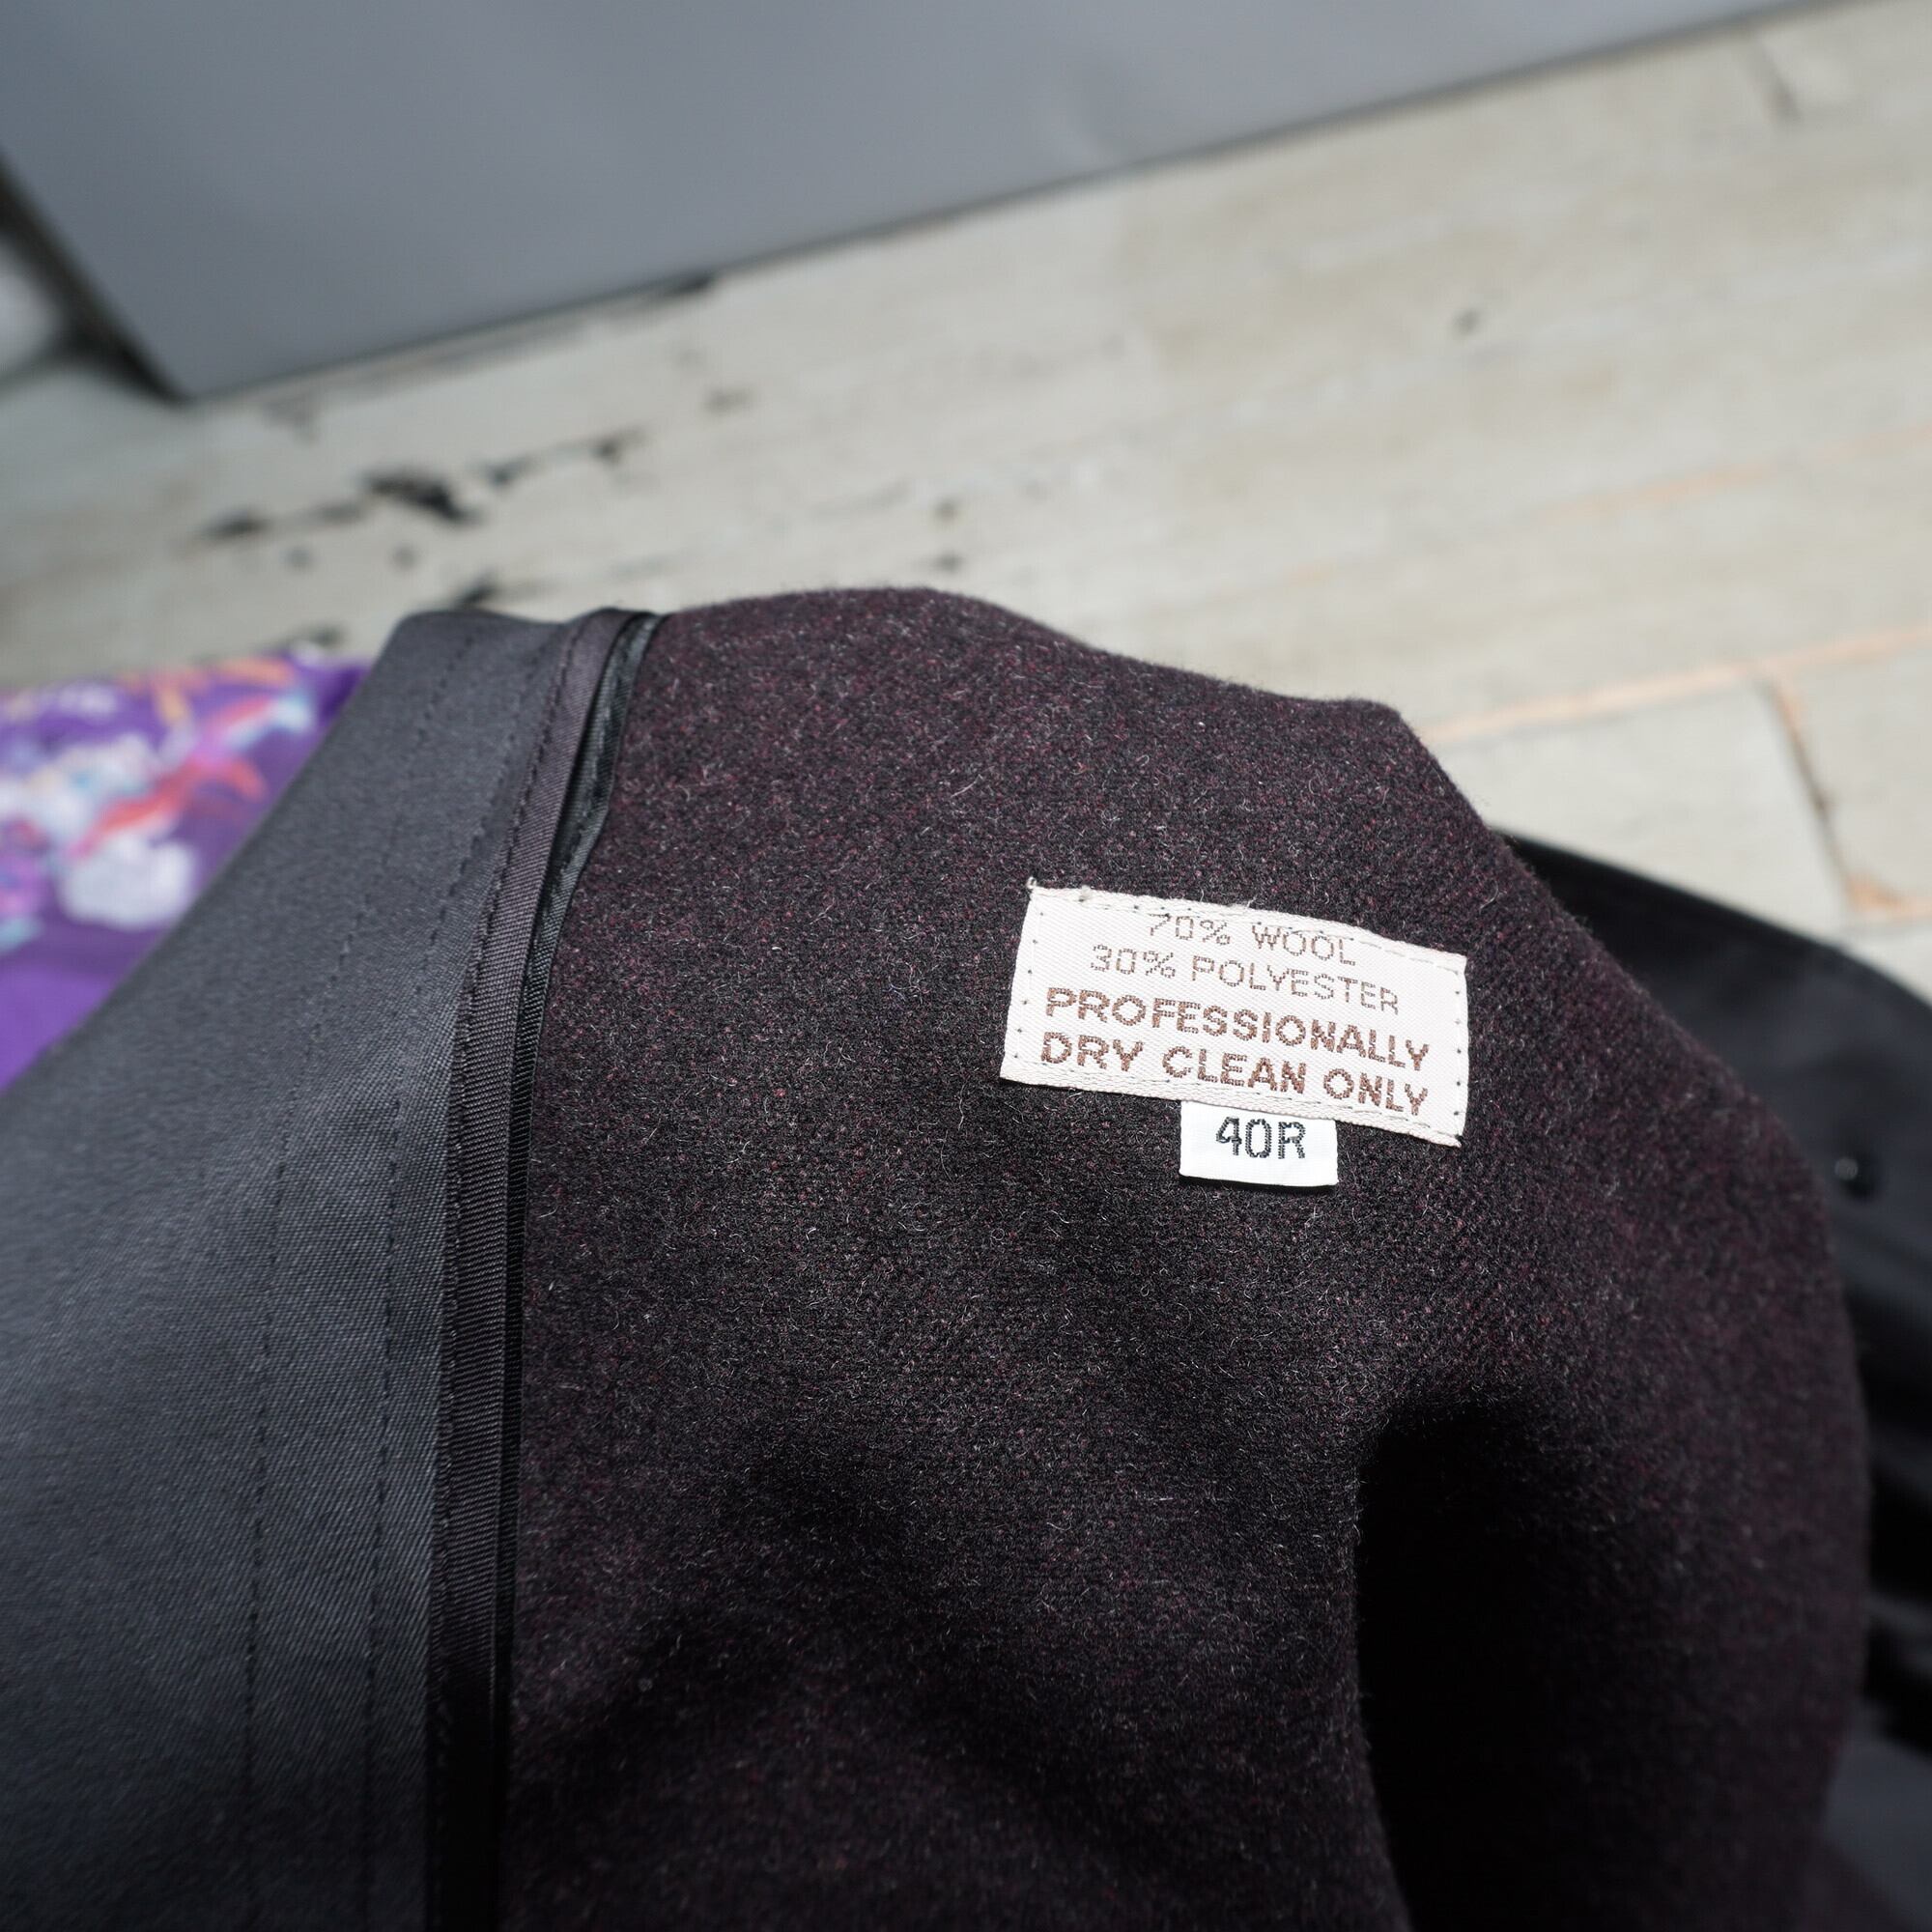 70% WOOL
30% POLYESTER
PROFESSIONALLY
DRY CLEAN ONLY
40R